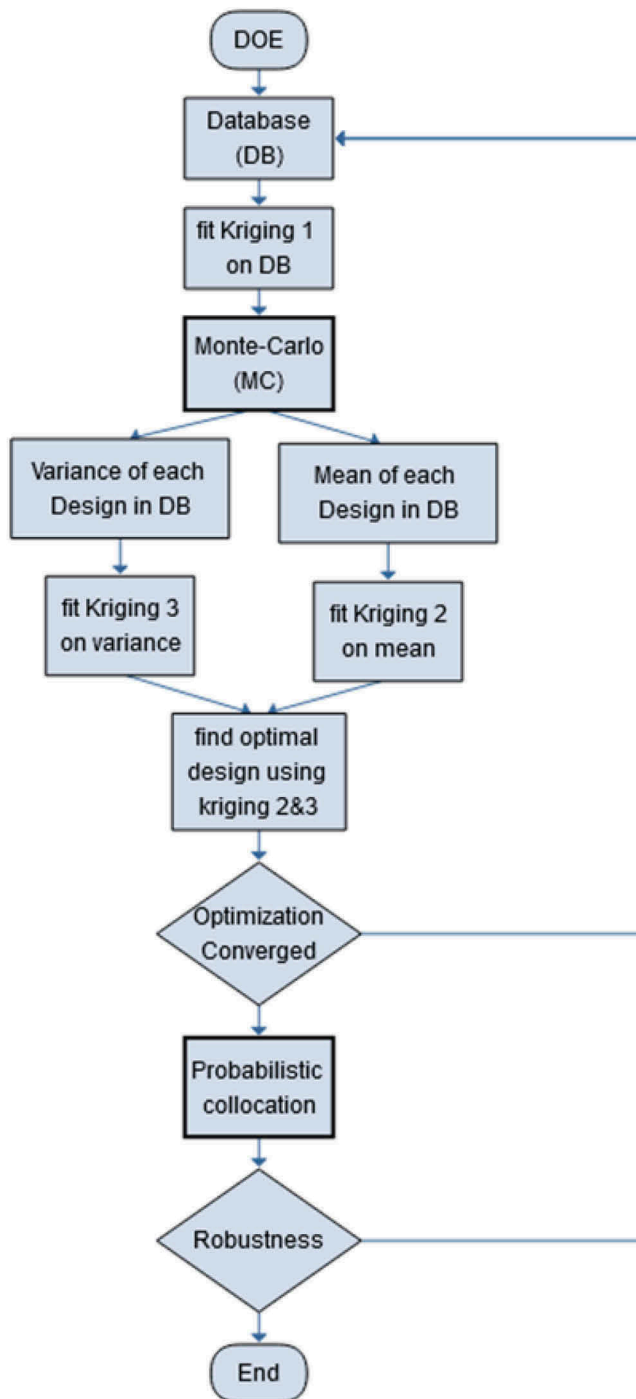 DOE
Database
(DB)
fit Kriging 1
on DB
Monte-Carlo
(MC)
Variance of each
Design in DB
Mean of each
Design in DB
fit Kriging 3
on variance
fit Kriging 2
on mean
find optimal
design using
kriging 2&3
Optimization
Converged
Probabilistic
collocation
Robustness
End